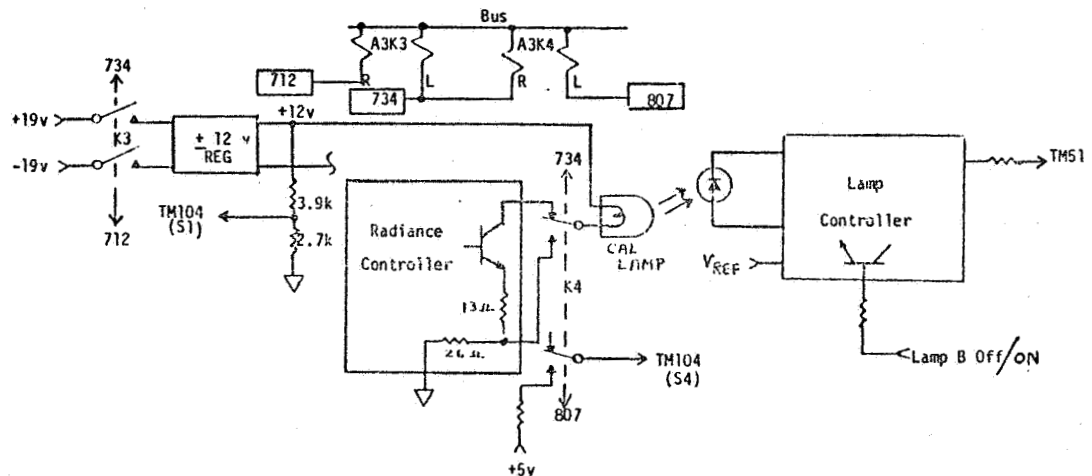 Bus
A3K3
A3K4
R
L
R
L
712
734
807
734
+19v
-19v
K3
712
± 12 v
REG
+12v
3.9k
2.7k
TM104
(S1)
Radiance
Controller
13Ω
26Ω
734
K4
807
CAL
LAMP
TM104
(S4)
+5v
Lamp
Controller
VREF
TM51
Lamp B Off/ON